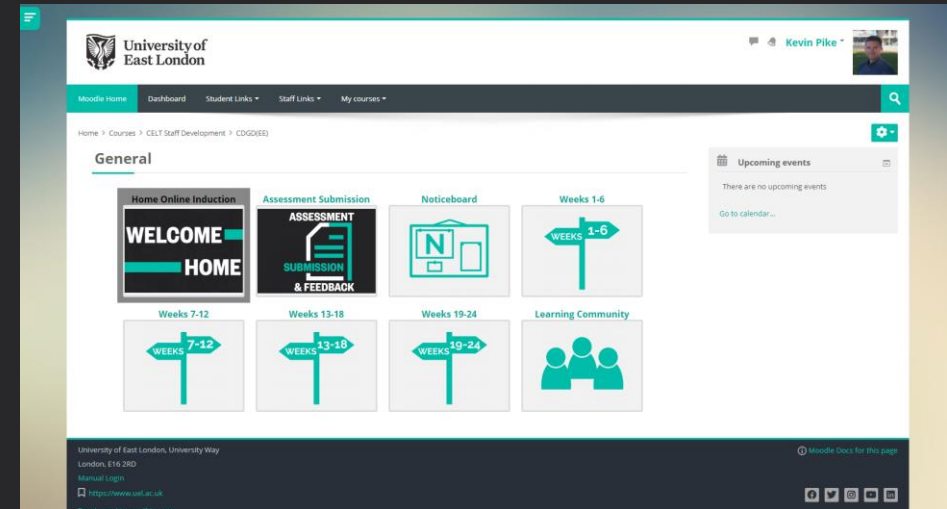 University of
East London
Kevin Pike
Moodle Home Dashboard Student Links Staff Links My courses
Home > Courses > CELT Staff Development > CDGD(EE)
General
Upcoming events
There are no upcoming events
Go to calendar...
Home Online Induction
WELCOME
HOME
Assessment Submission
ASSESSMENT
SUBMISSION
& FEEDBACK
Noticeboard
N
Weeks 1-6
WEEKS 1-6
Weeks 7-12
WEEKS 7-12
Weeks 13-18
WEEKS 13-18
Weeks 19-24
WEEKS 19-24
Learning Community
University of East London, University Way
London, E16 2RD
Manual Login
https://www.uel.ac.uk
Moodle Docs for this page